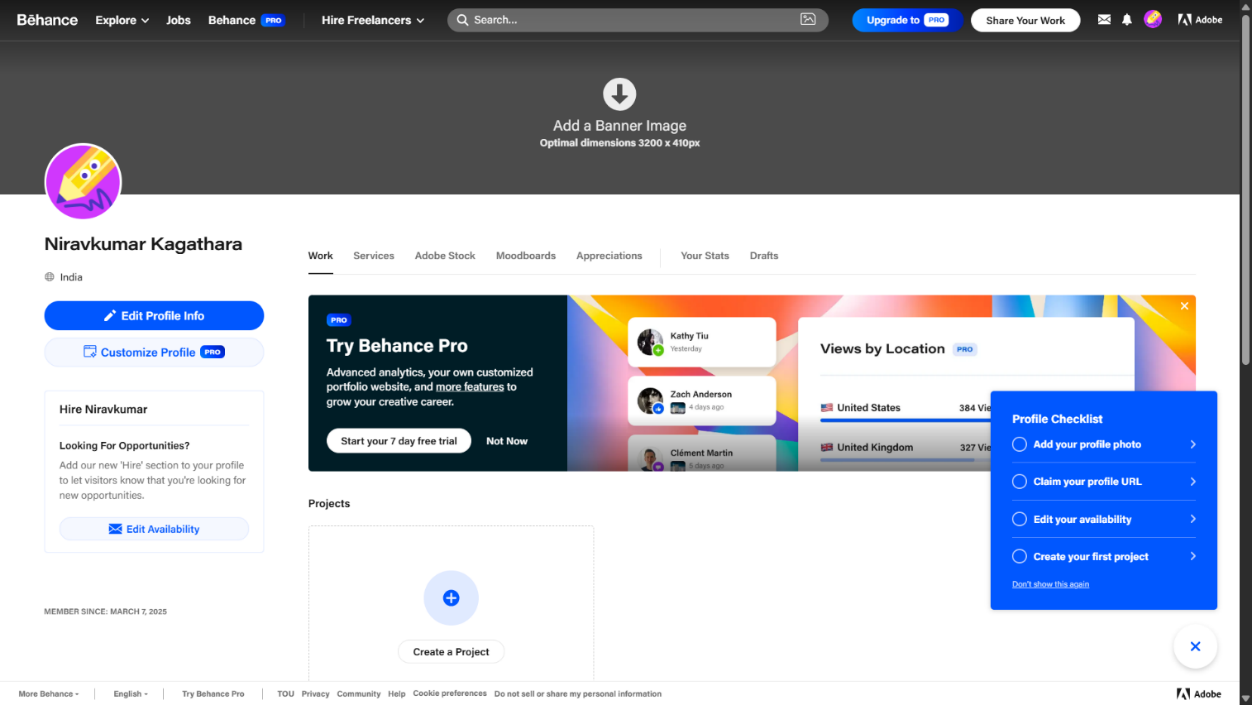 Bēhance
Explore
Jobs
Behance PRO
Hire Freelancers
Search...
Upgrade to PRO
Share Your Work
Adobe
Add a Banner Image
Optimal dimensions 3200 x 410px
Niravkumar Kagathara
India
Edit Profile Info
Customize Profile PRO
Hire Niravkumar
Looking For Opportunities?
Add our new 'Hire' section to your profile
to let visitors know that you're looking for
new opportunities.
Edit Availability
MEMBER SINCE: MARCH 7, 2025
Work
Services
Adobe Stock
Moodboards
Appreciations
Your Stats
Drafts
PRO
Try Behance Pro
Advanced analytics, your own customized
portfolio website, and more features to
grow your creative career.
Start your 7 day free trial
Not Now
Kathy Tiu
Yesterday
Zach Anderson
4 days ago
Clément Martin
5 days ago
Views by Location PRO
United States 384 Vie
United Kingdom 327 Vie
Projects
Create a Project
Profile Checklist
Add your profile photo
Claim your profile URL
Edit your availability
Create your first project
Don't show this again
More Behance
English
Try Behance Pro
TOU
Privacy
Community
Help
Cookie preferences
Do not sell or share my personal information
Adobe